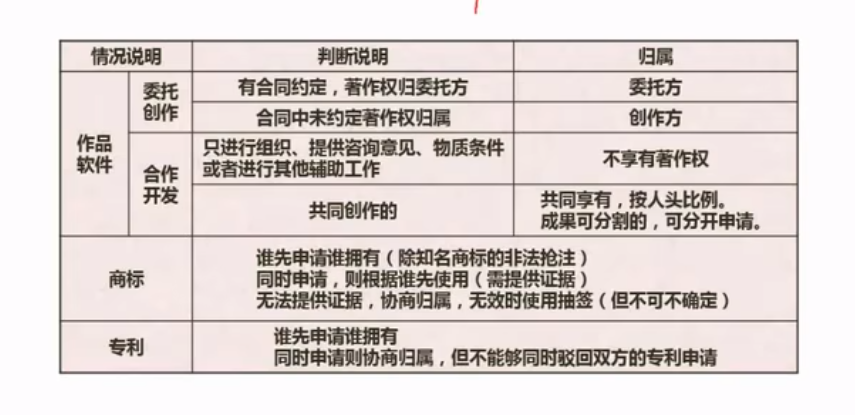 情况说明 判断说明 归属
作品
软件
委托
创作
有合同约定，著作权归委托方 委托方
合同中未约定著作权归属 创作方
合作
开发
只进行组织、提供咨询意见、物质条件
或者进行其他辅助工作
不享有著作权
共同创作的
共同享有，按人头比例。
成果可分割的，可分开申请。
商标
谁先申请谁拥有（除知名商标的非法抢注）
同时申请，则根据谁先使用（需提供证据）
无法提供证据，协商归属，无效时使用抽签（但不可不确定）
专利
谁先申请谁拥有
同时申请则协商归属，但不能够同时驳回双方的专利申请